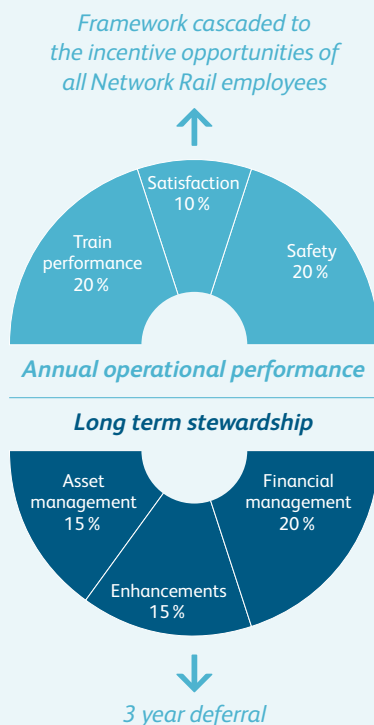 Framework cascaded to
the incentive opportunities of
all Network Rail employees
Satisfaction
10 %
Train
performance
20 %
Safety
20 %
Annual operational performance
Long term stewardship
Asset
management
15 %
Financial
management
20 %
Enhancements
15 %
3 year deferral